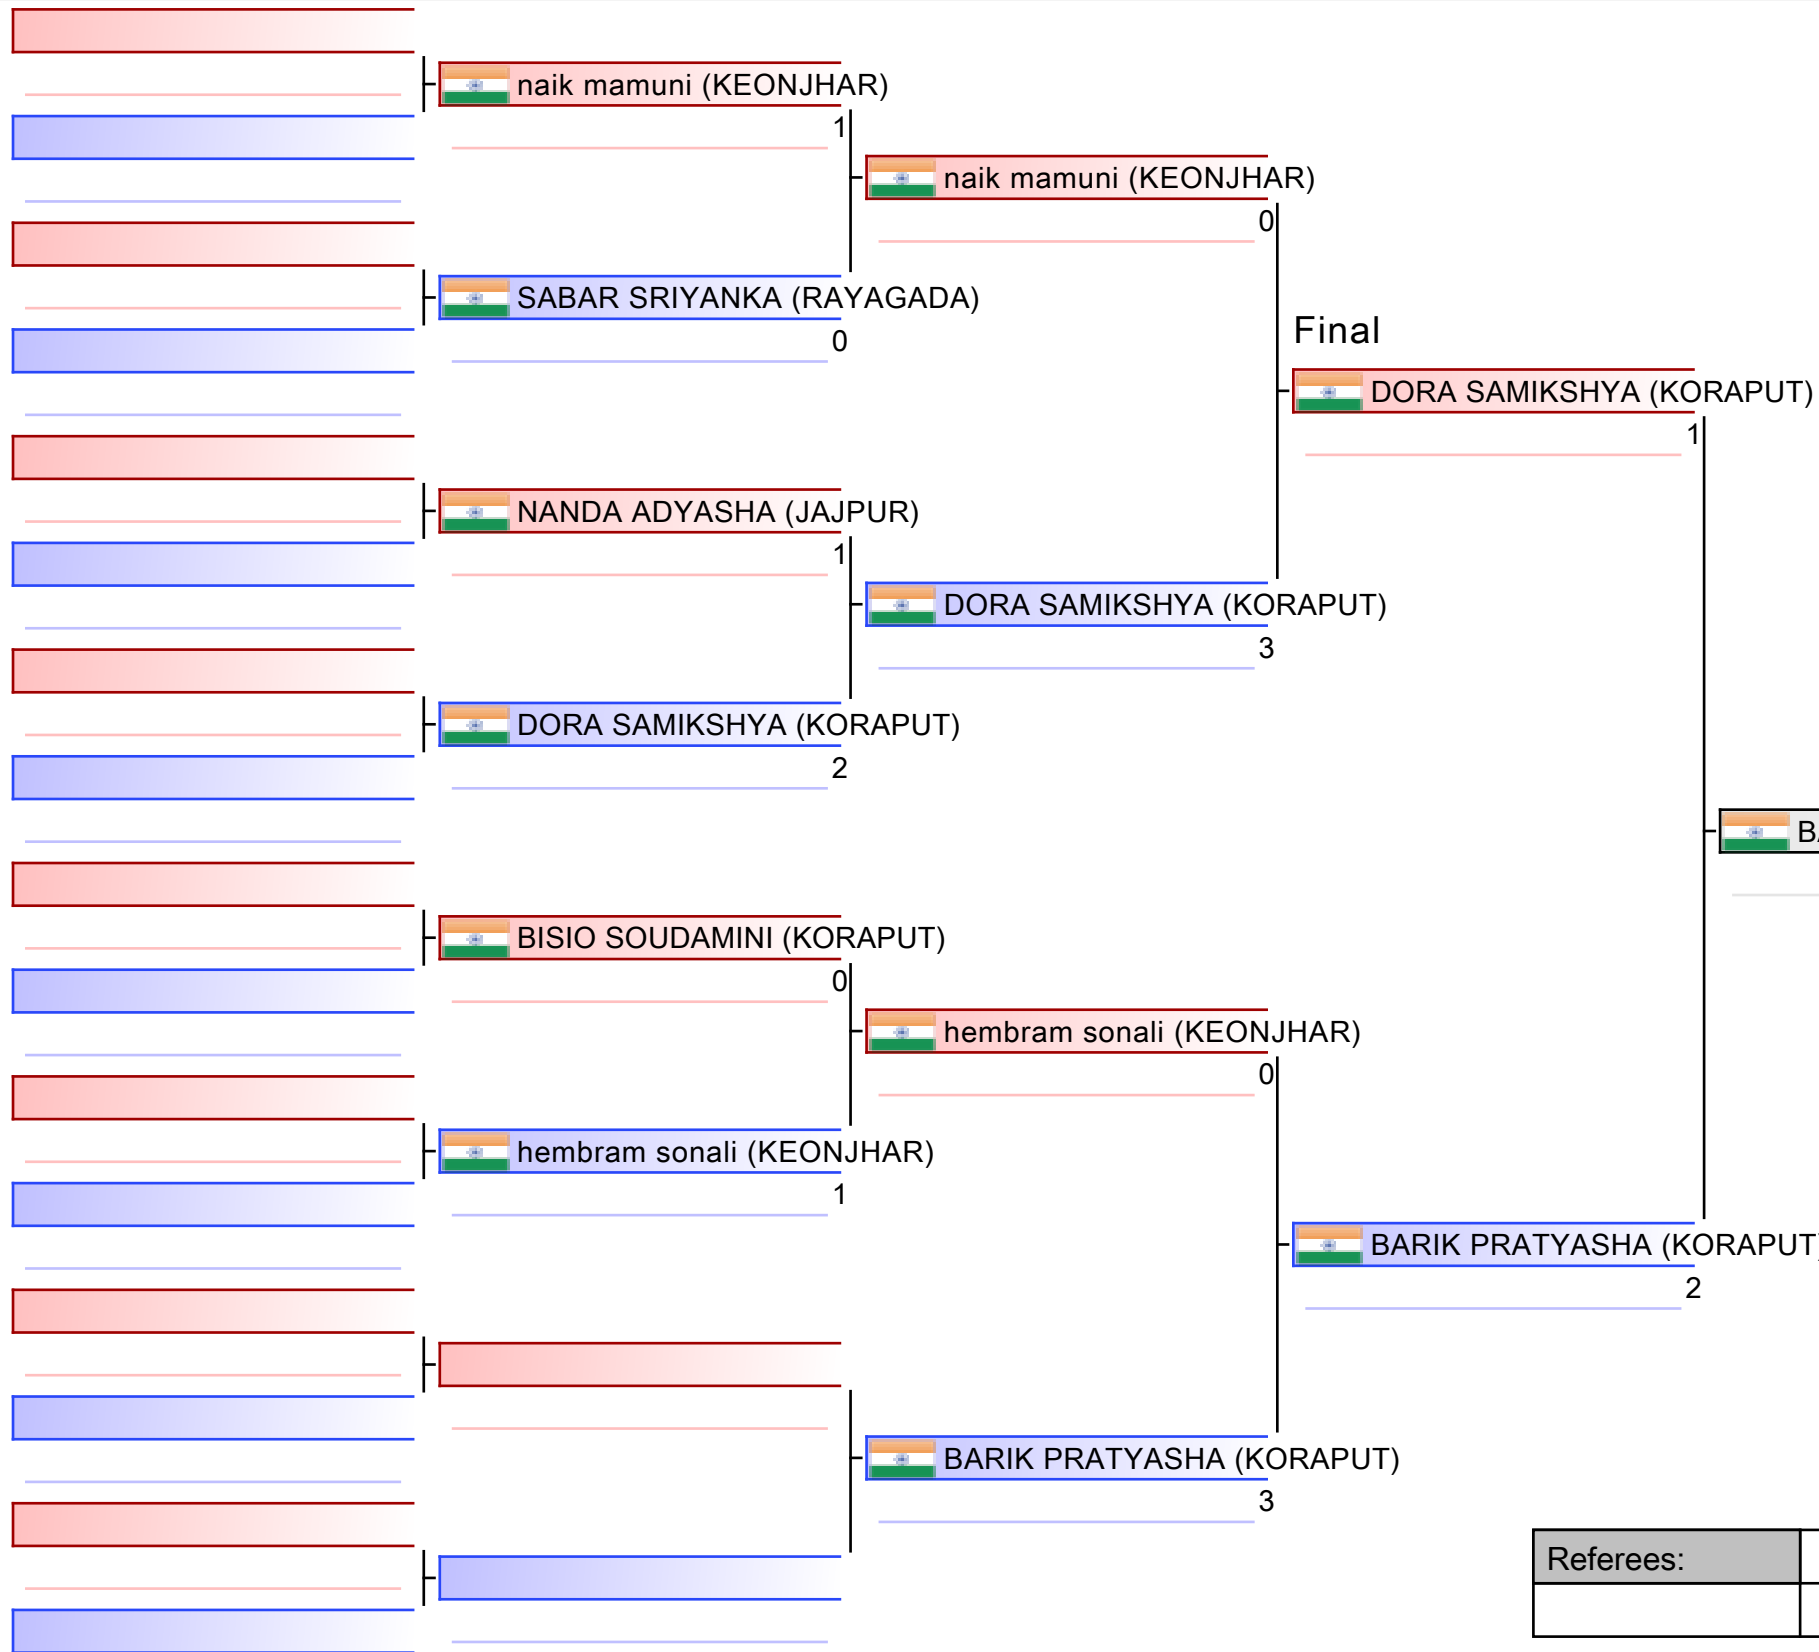 naik mamuni (KEONJHAR)
1
naik mamuni (KEONJHAR)
0
SABAR SRIYANKA (RAYAGADA)
0
Final
DORA SAMIKSHYA (KORAPUT)
1
NANDA ADYASHA (JAJPUR)
1
DORA SAMIKSHYA (KORAPUT)
3
DORA SAMIKSHYA (KORAPUT)
2
BISIO SOUDAMINI (KORAPUT)
0
hembram sonali (KEONJHAR)
0
hembram sonali (KEONJHAR)
1
BARIK PRATYASHA (KORAPUT)
2
BARIK PRATYASHA (KORAPUT)
3
Referees: